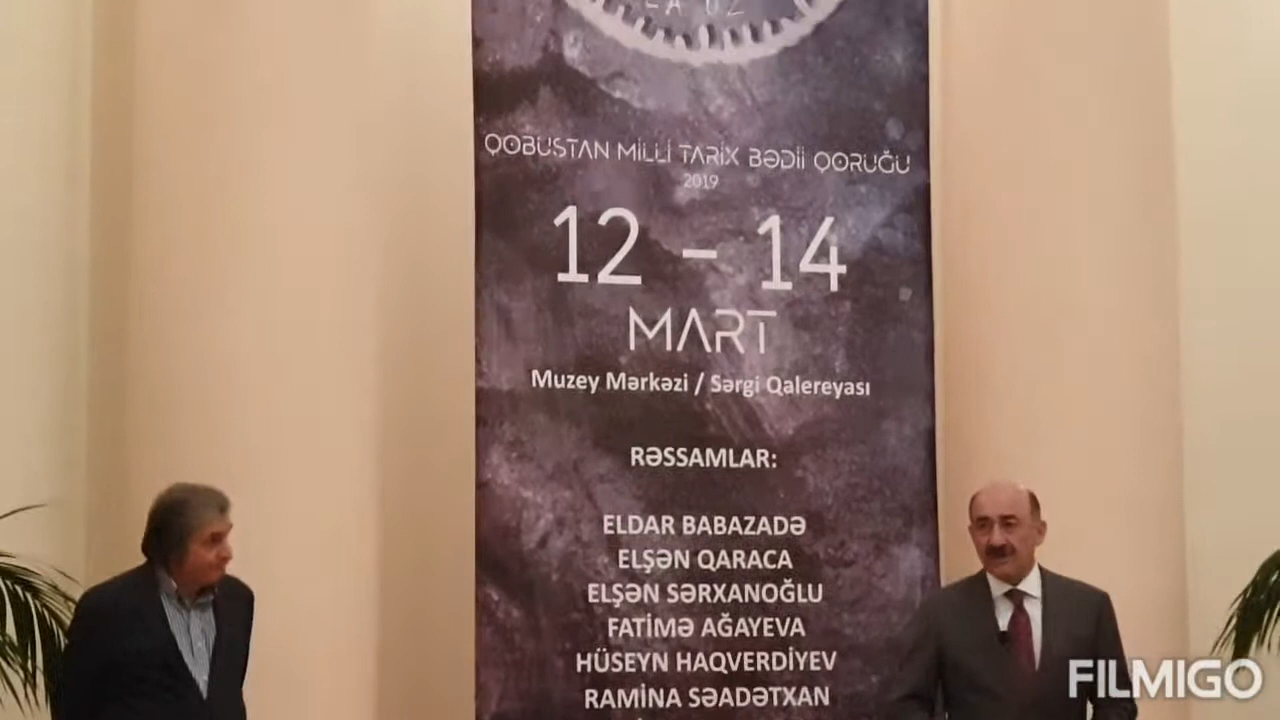 QOBUSTAN MİLLİ TARİX BƏDİİ QORUĞU
2019
12 - 14
MART
Muzey Mərkəzi / Sərgi Qalereyası
RƏSSAMLAR:
ELDAR BABAZADƏ
ELŞƏN QARACA
ELŞƏN SƏRXANOĞLU
FATİMƏ AĞAYEVA
HÜSEYN HAQVERDİYEV
RAMİNA SƏADƏTXAN
FILMIGO